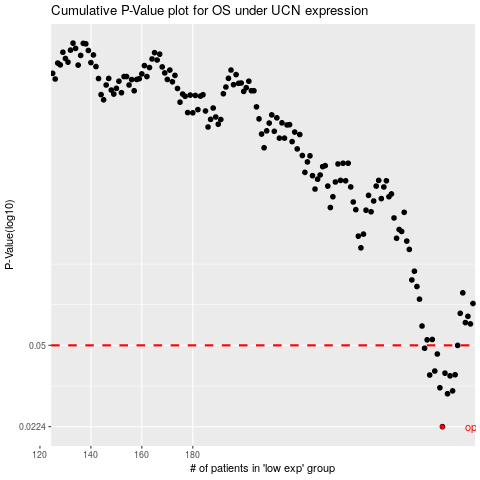 Cumulative P-Value plot for OS under UCN expression
P-Value(log10)
0.05
0.0224
op
120 140 160 180
# of patients in 'low exp' group